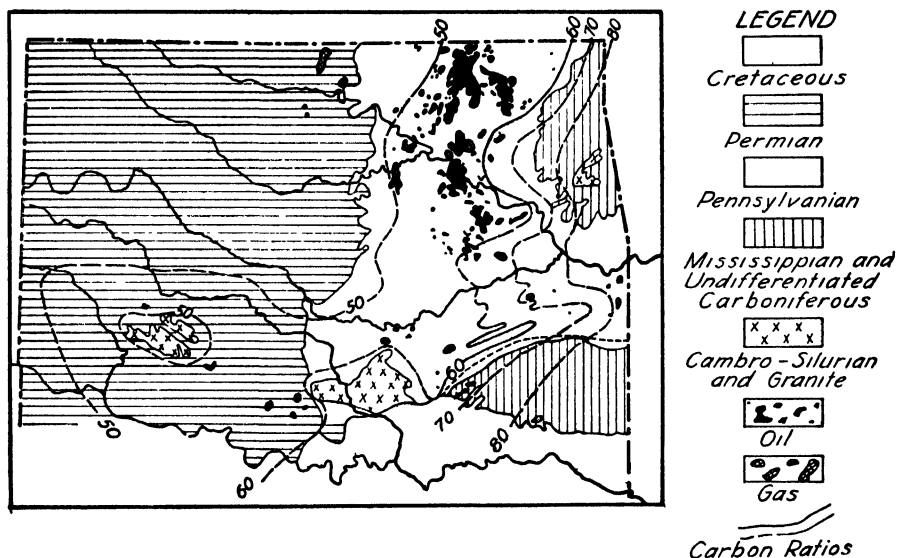 50
60
70
80
50
50
60
60
70
80
LEGEND
Cretaceous
Permian
Pennsylvanian
Mississippian and
Undifferentiated
Carboniferous
Cambro-Silurian
and Granite
Oil
Gas
Carbon Ratios